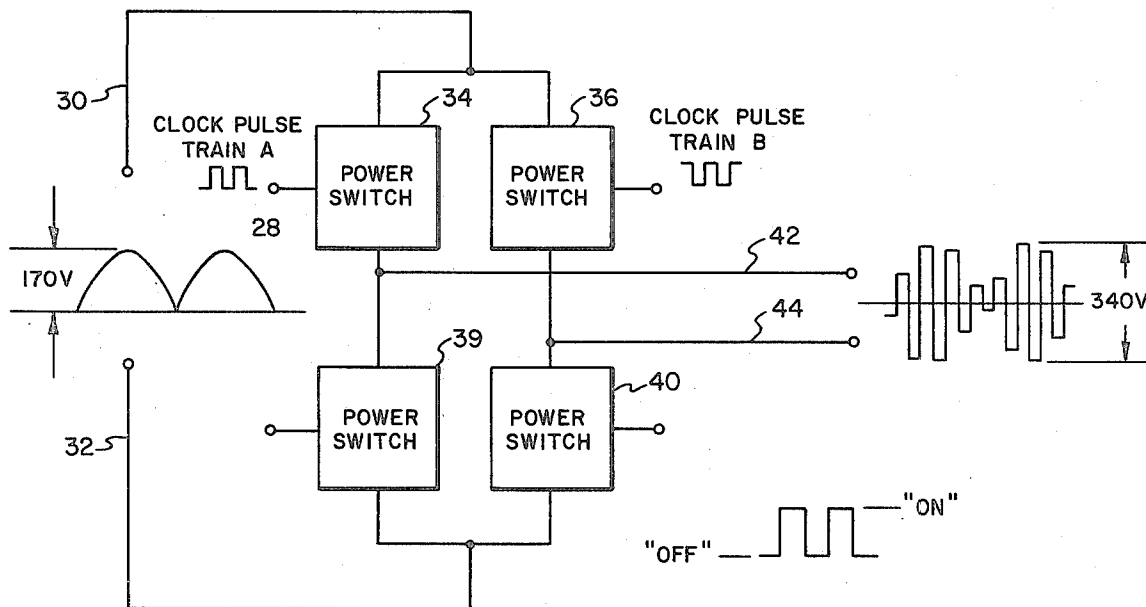 30
34
36
CLOCK PULSE
TRAIN A
CLOCK PULSE
TRAIN B
POWER
SWITCH
POWER
SWITCH
28
42
170V
340V
44
39
40
POWER
SWITCH
POWER
SWITCH
32
"ON"
"OFF"